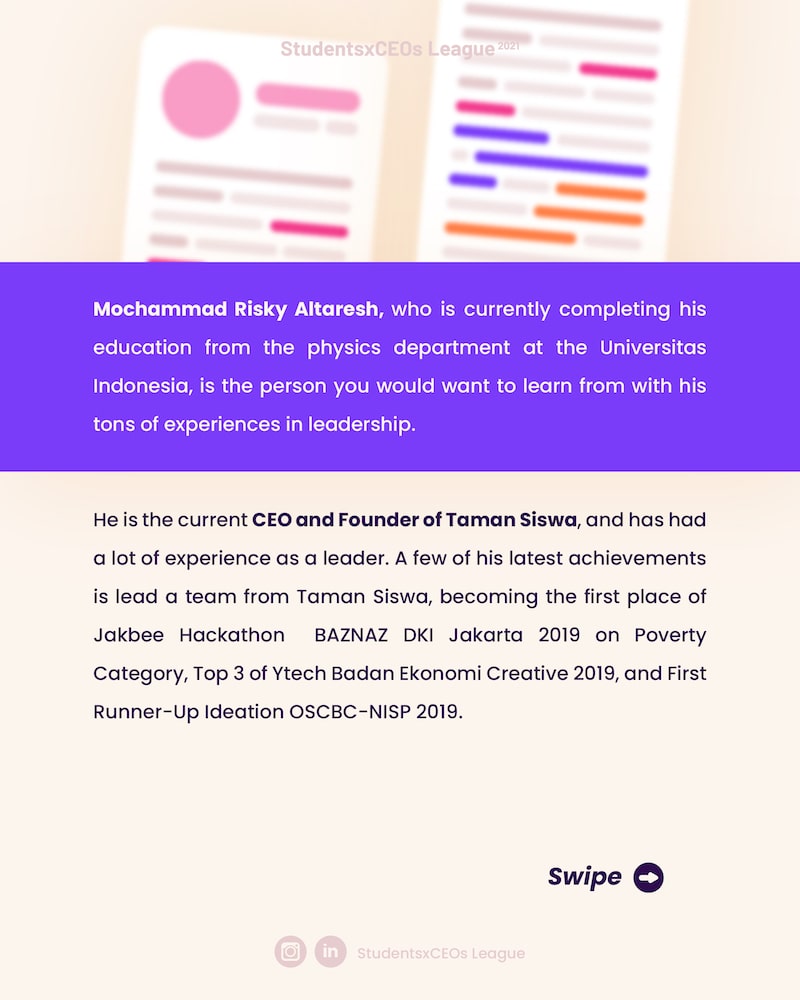 StudentsxCEOs League 2021
Mochammad Risky Altaresh, who is currently completing his
education from the physics department at the Universitas
Indonesia, is the person you would want to learn from with his
tons of experiences in leadership.
He is the current CEO and Founder of Taman Siswa, and has had
a lot of experience as a leader. A few of his latest achievements
is lead a team from Taman Siswa, becoming the first place of
Jakbee Hackathon BAZNAZ DKI Jakarta 2019 on Poverty
Category, Top 3 of Ytech Badan Ekonomi Creative 2019, and First
Runner-Up Ideation OSCBC-NISP 2019.
Swipe
in StudentsxCEOs League